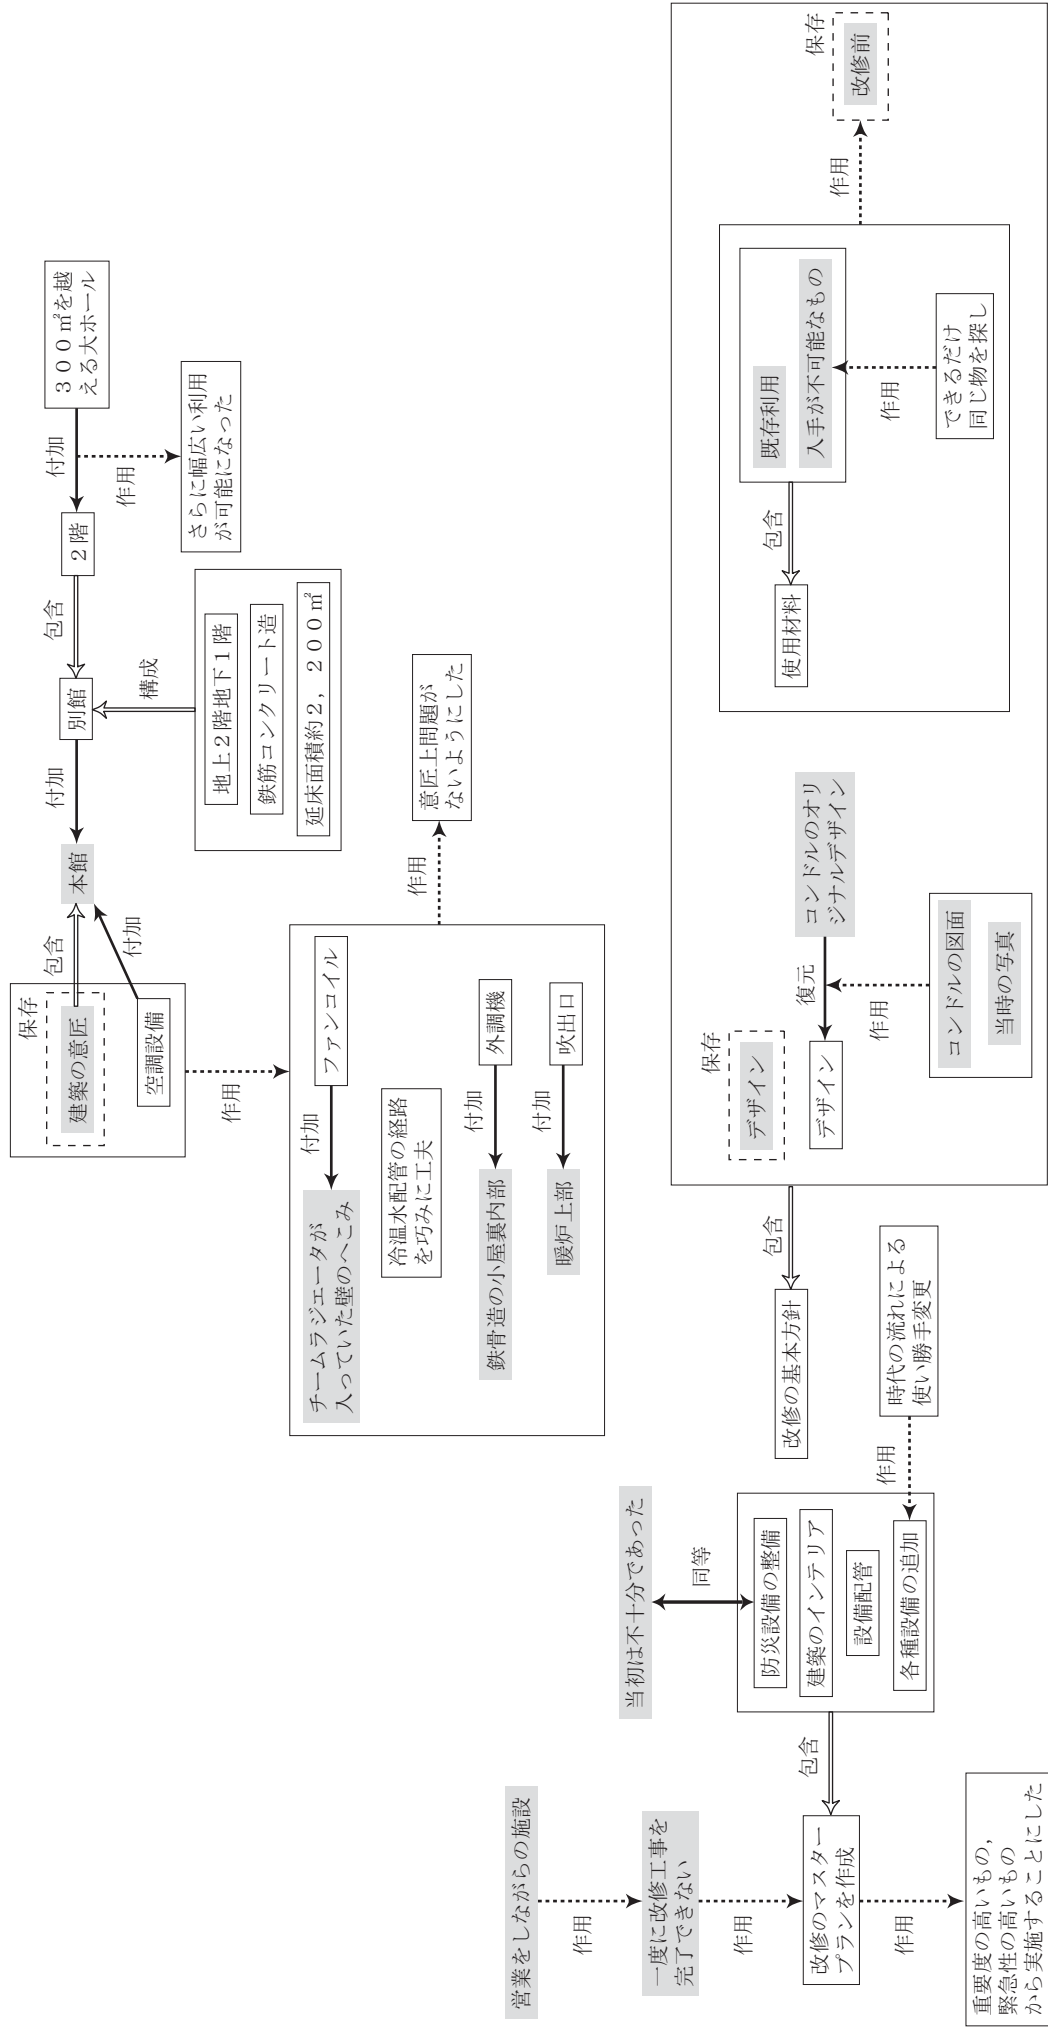 保存
建築の意匠
空調設備
包含
付加
本館
付加
別館
包含
2階
付加
300㎡を越
える大ホール
作用
さらに幅広い利用
が可能になった
構成
地上2階地下1階
鉄筋コンクリート造
延床面積約2,200㎡
作用
チームラジエータが
入っていた壁のへこみ
付加
ファンコイル
冷温水配管の経路
を巧みに工夫
鉄骨造の小屋裏内部
付加
外調機
暖炉上部
付加
吹出口
作用
意匠上問題が
ないようにした
営業をしながらの施設
作用
一度に改修工事を
完了できない
作用
改修のマスター
プランを作成
作用
重要度の高いもの,
緊急性の高いもの
から実施することにした
包含
当初は不十分であった
同等
防災設備の整備
建築のインテリア
設備配管
各種設備の追加
作用
時代の流れによる
使い勝手変更
改修の基本方針
包含
保存
デザイン
デザイン
復元
コンドルのオリ
ジナルデザイン
作用
コンドルの図面
当時の写真
使用材料
包含
既存利用
入手が不可能なもの
作用
できるだけ
同じ物を探し
作用
保存
改修前